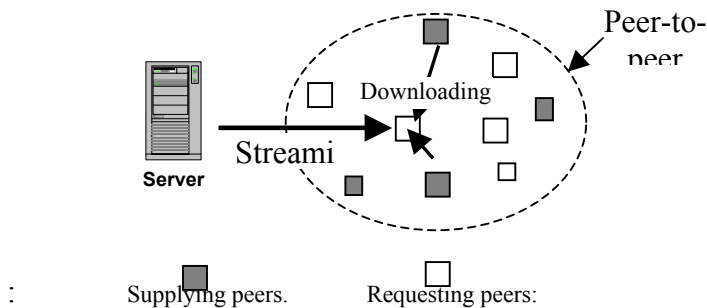 Peer-to-
peer
Downloading
Streami
Server
: Supplying peers. Requesting peers: